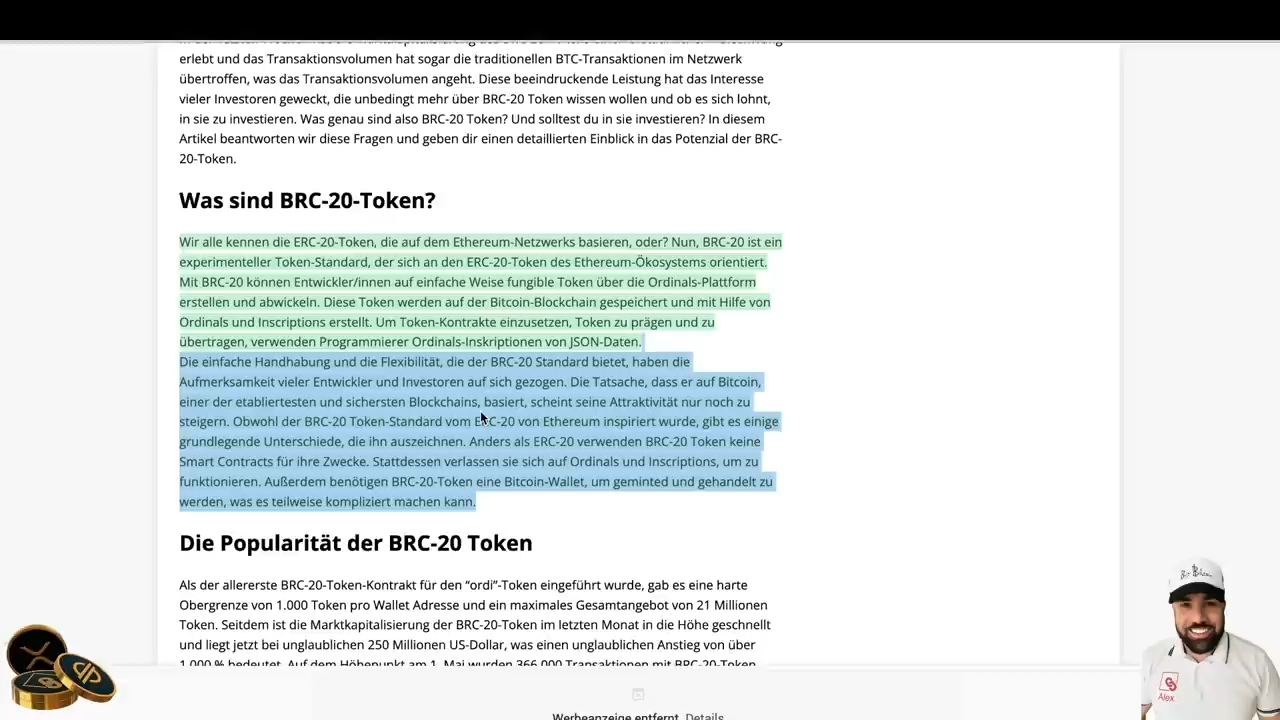 erlebt und das Transaktionsvolumen hat sogar die traditionellen BTC-Transaktionen im Netzwerk
übertroffen, was das Transaktionsvolumen angeht. Diese beeindruckende Leistung hat das Interesse
vieler Investoren geweckt, die unbedingt mehr über BRC-20 Token wissen wollen und ob es sich lohnt,
in sie zu investieren. Was genau sind also BRC-20 Token? Und solltest du in sie investieren? In diesem
Artikel beantworten wir diese Fragen und geben dir einen detaillierten Einblick in das Potenzial der BRC-
20-Token.
Was sind BRC-20-Token?
Wir alle kennen die ERC-20-Token, die auf dem Ethereum-Netzwerks basieren, oder? Nun, BRC-20 ist ein
experimenteller Token-Standard, der sich an den ERC-20-Token des Ethereum-Ökosystems orientiert.
Mit BRC-20 können Entwickler/innen auf einfache Weise fungible Token über die Ordinals-Plattform
erstellen und abwickeln. Diese Token werden auf der Bitcoin-Blockchain gespeichert und mit Hilfe von
Ordinals und Inscriptions erstellt. Um Token-Kontrakte einzusetzen, Token zu prägen und zu
übertragen, verwenden Programmierer Ordinals-Inskriptionen von JSON-Daten.
Die einfache Handhabung und die Flexibilität, die der BRC-20 Standard bietet, haben die
Aufmerksamkeit vieler Entwickler und Investoren auf sich gezogen. Die Tatsache, dass er auf Bitcoin,
einer der etabliertesten und sichersten Blockchains, basiert, scheint seine Attraktivität nur noch zu
steigern. Obwohl der BRC-20 Token-Standard vom ERC-20 von Ethereum inspiriert wurde, gibt es einige
grundlegende Unterschiede, die ihn auszeichnen. Anders als ERC-20 verwenden BRC-20 Token keine
Smart Contracts für ihre Zwecke. Stattdessen verlassen sie sich auf Ordinals und Inscriptions, um zu
funktionieren. Außerdem benötigen BRC-20-Token eine Bitcoin-Wallet, um geminted und gehandelt zu
werden, was es teilweise kompliziert machen kann.
Die Popularität der BRC-20 Token
Als der allererste BRC-20-Token-Kontrakt für den “ordi”-Token eingeführt wurde, gab es eine harte
Obergrenze von 1.000 Token pro Wallet Adresse und ein maximales Gesamtangebot von 21 Millionen
Token. Seitdem ist die Marktkapitalisierung der BRC-20-Token im letzten Monat in die Höhe geschnellt
und liegt jetzt bei unglaublichen 250 Millionen US-Dollar, was einen unglaublichen Anstieg von über
1.000 % bedeutet. Auf dem Höhepunkt am 1. Mai wurden 366.000 Transaktionen mit BRC-20-Token
Werbeanzeige entfernt. Details
Alex